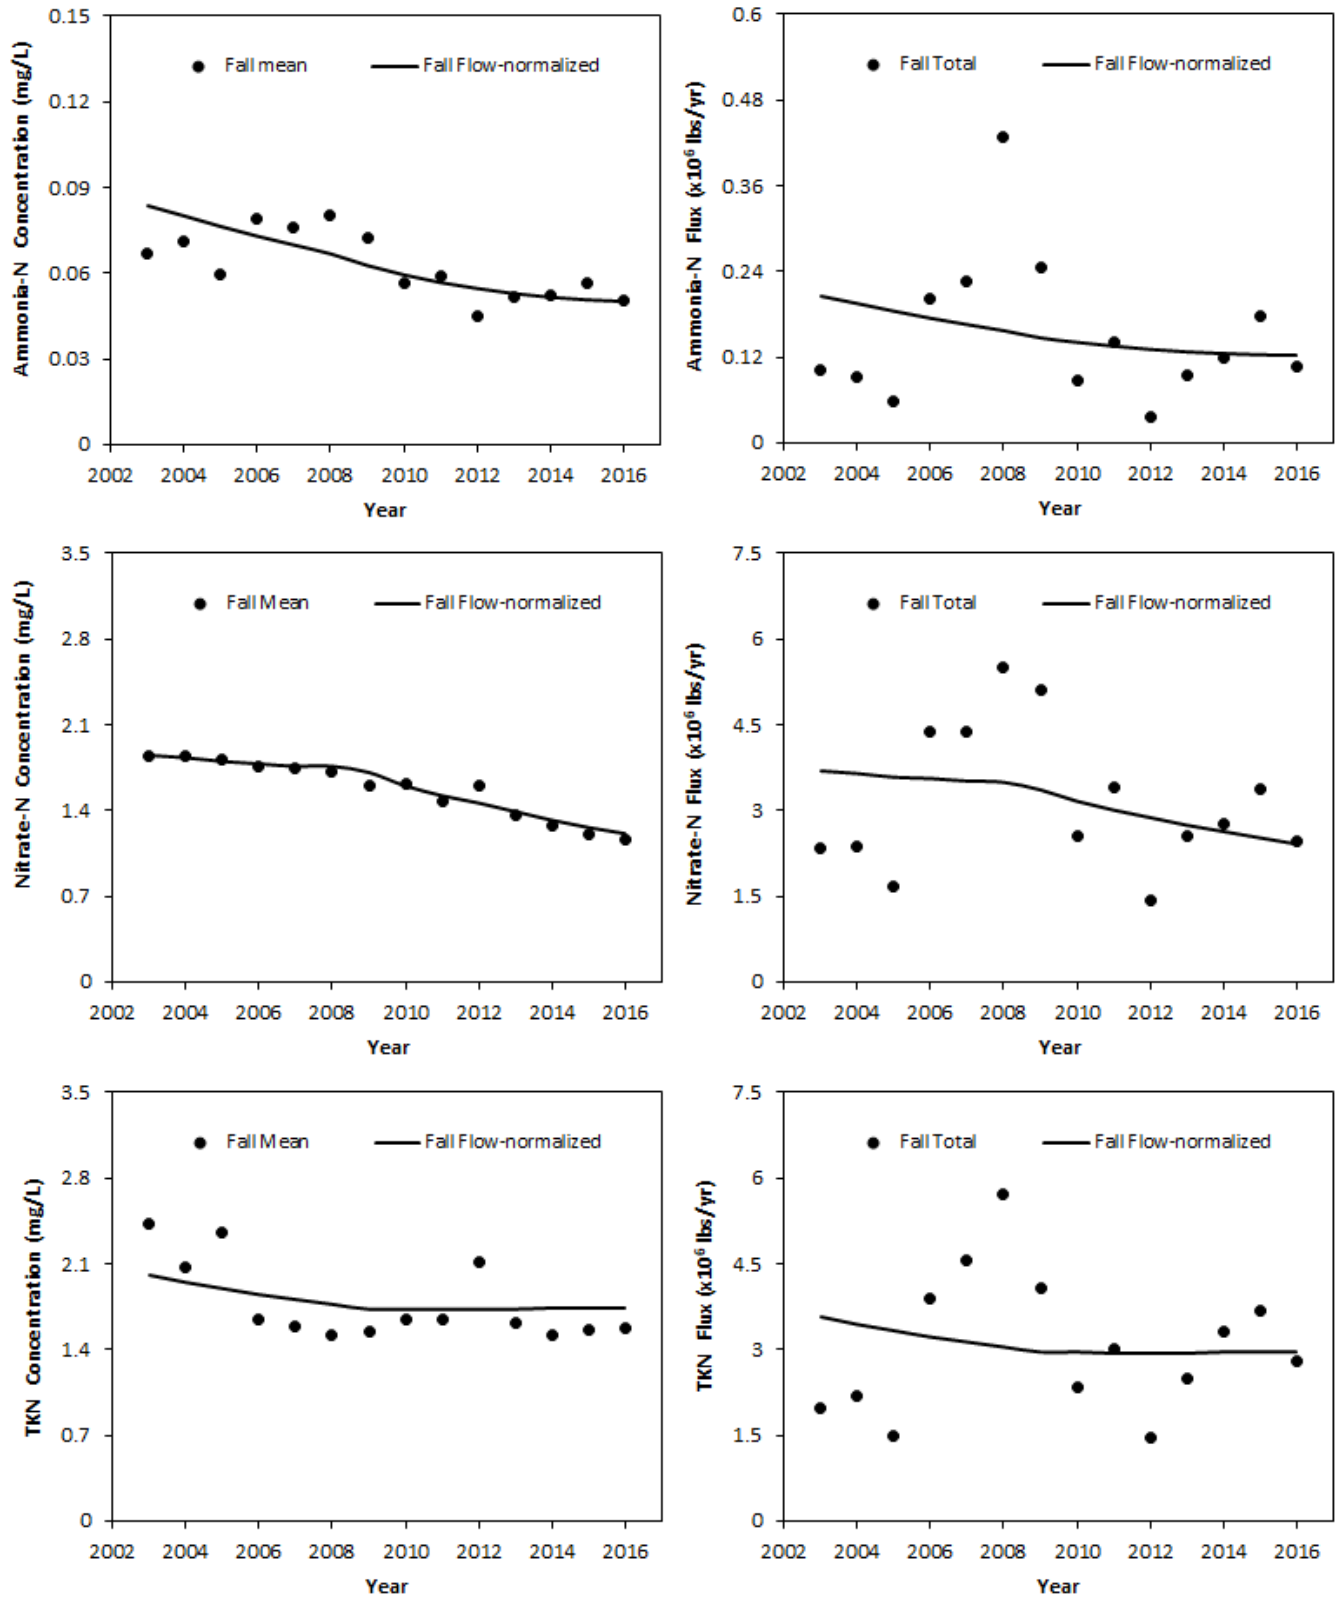 Ammonia-N Concentration (mg/L)
0.15
0.12
0.09
0.06
0.03
0
Fall mean
Fall Flow-normalized
2002 2004 2006 2008 2010 2012 2014 2016
Year
Ammonia-N Flux (x10⁶ lbs/yr)
0.6
0.48
0.36
0.24
0.12
0
Fall Total
Fall Flow-normalized
2002 2004 2006 2008 2010 2012 2014 2016
Year
Nitrate-N Concentration (mg/L)
3.5
2.8
2.1
1.4
0.7
0
Fall Mean
Fall Flow-normalized
2002 2004 2006 2008 2010 2012 2014 2016
Year
Nitrate-N Flux (x10⁶ lbs/yr)
7.5
6
4.5
3
1.5
0
Fall Total
Fall Flow-normalized
2002 2004 2006 2008 2010 2012 2014 2016
Year
TKN Concentration (mg/L)
3.5
2.8
2.1
1.4
0.7
0
Fall Mean
Fall Flow-normalized
2002 2004 2006 2008 2010 2012 2014 2016
Year
TKN Flux (x10⁶ lbs/yr)
7.5
6
4.5
3
1.5
0
Fall Total
Fall Flow-normalized
2002 2004 2006 2008 2010 2012 2014 2016
Year